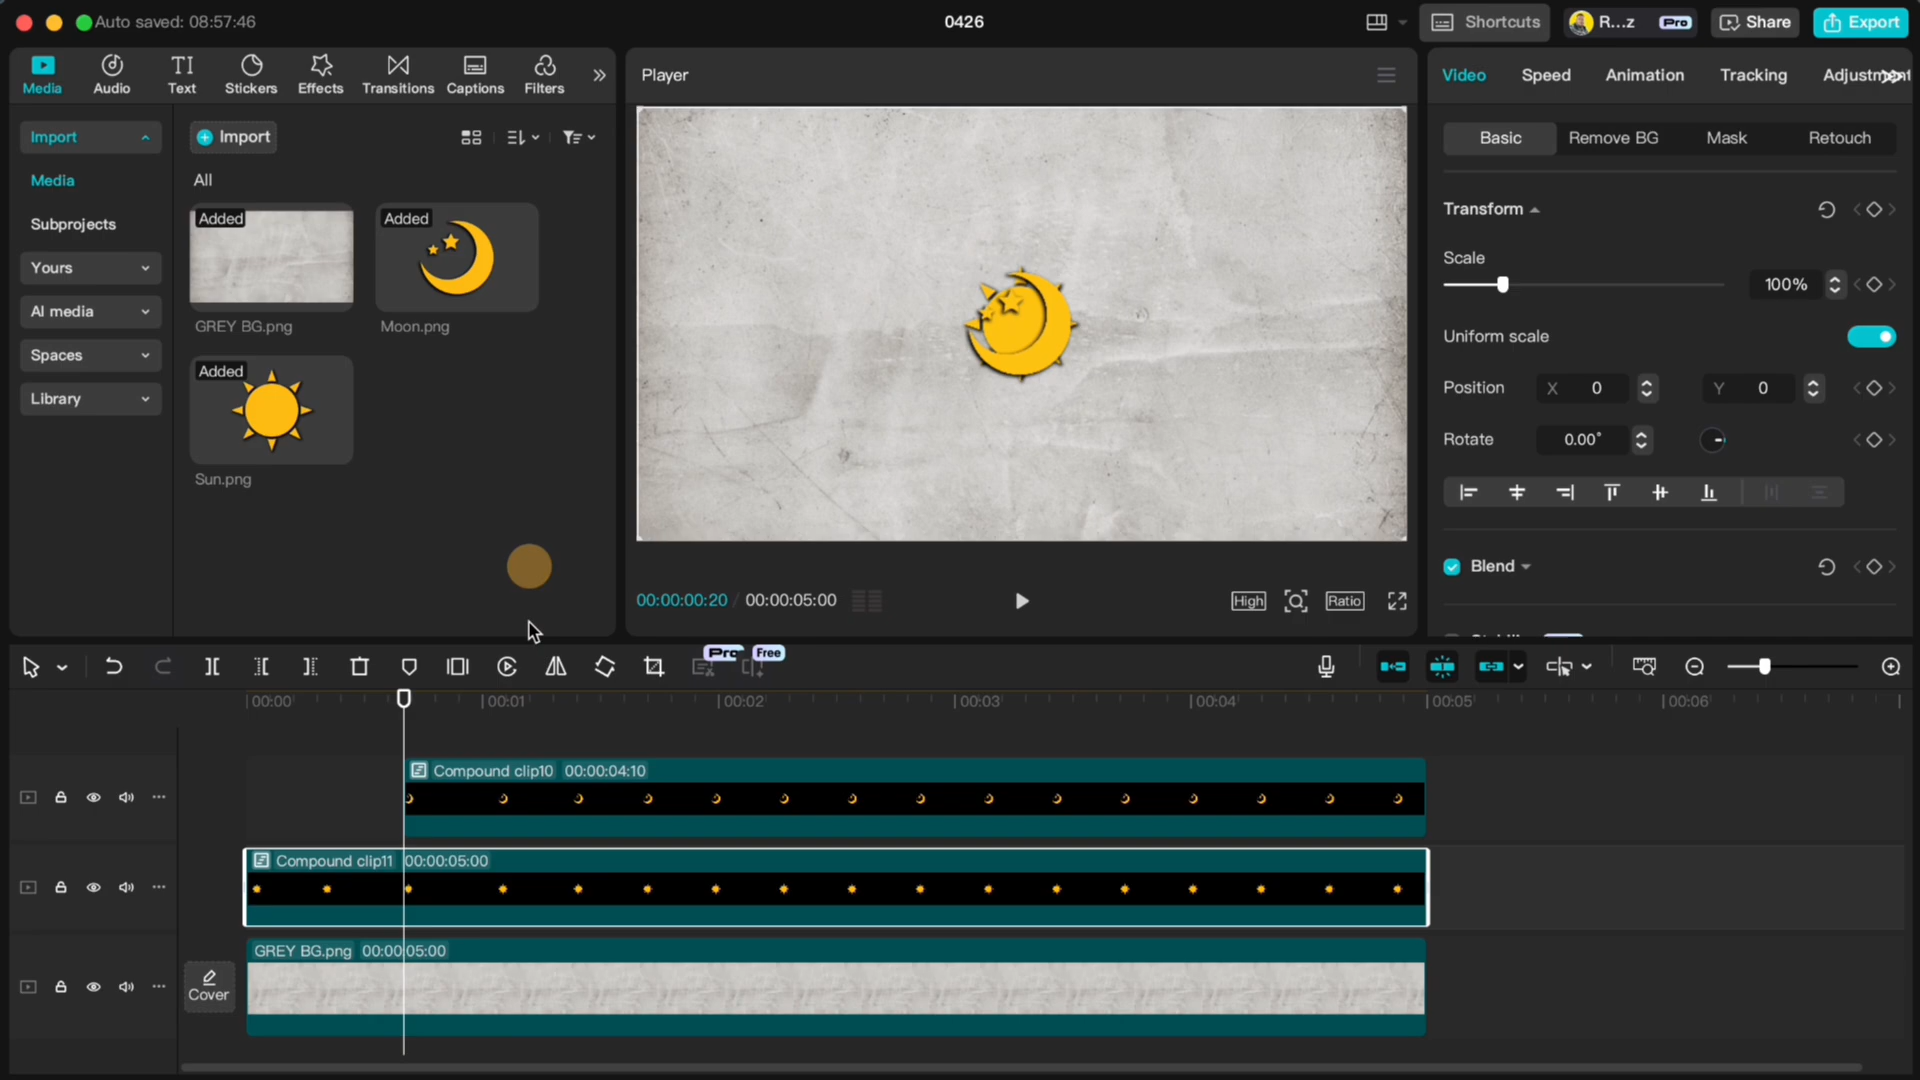 Auto saved: 08:57:46
0426
Shortcuts
R...z
Pro
Share
Export
Media
Audio
Text
Stickers
Effects
Transitions
Captions
Filters
Import
Media
Subprojects
Yours
AI media
Spaces
Library
Import
All
Added
GREY BG.png
Added
Moon.png
Added
Sun.png
Player
00:00:00:20 / 00:00:05:00
High
Ratio
Video
Speed
Animation
Tracking
Adjustment
Basic
Remove BG
Mask
Retouch
Transform
Scale
100%
Uniform scale
Position
X 0
Y 0
Rotate
0.00°
Blend
Pro
Free
00:00
00:01
00:02
00:03
00:04
00:05
00:06
Compound clip10 00:00:04:10
Compound clip11 00:00:05:00
GREY BG.png 00:00:05:00
Cover